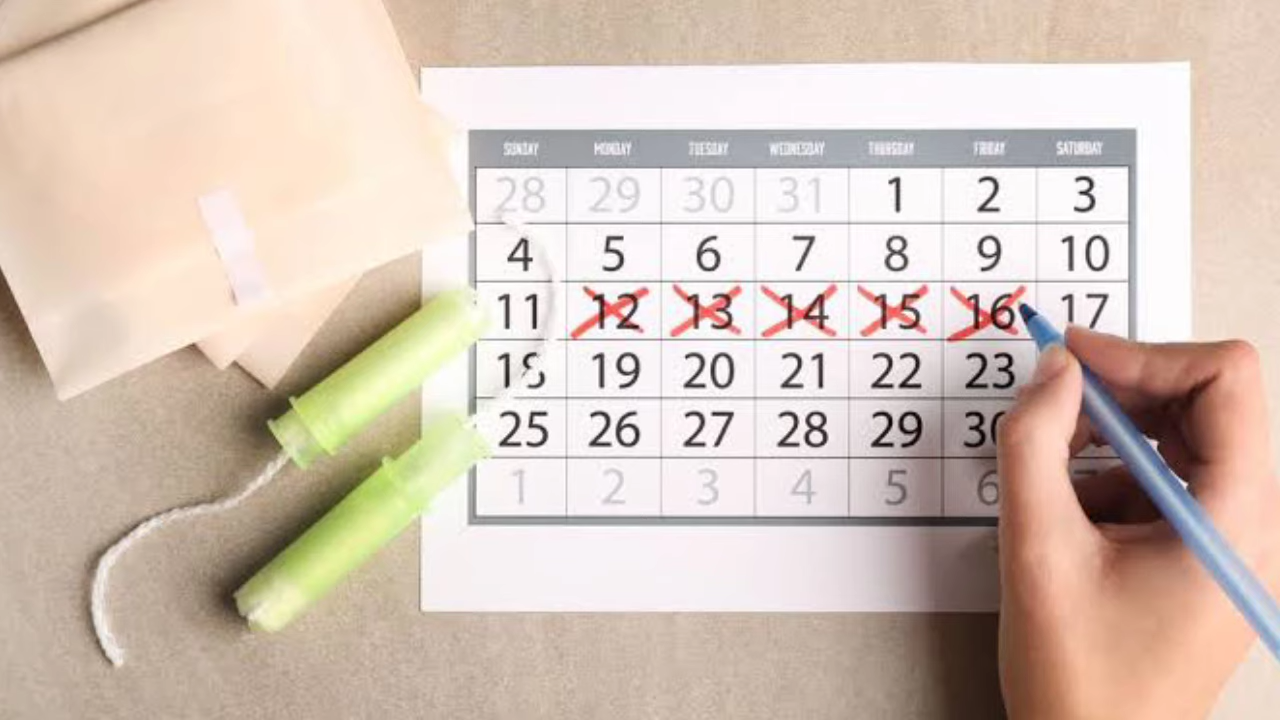 SUNDAY MONDAY TUESDAY WEDNESDAY THURSDAY FRIDAY SATURDAY
28 29 30 31 1 2 3
4 5 6 7 8 9 10
11 12 13 14 15 16 17
18 19 20 21 22 23
25 26 27 28 29 30
1 2 3 4 5 6